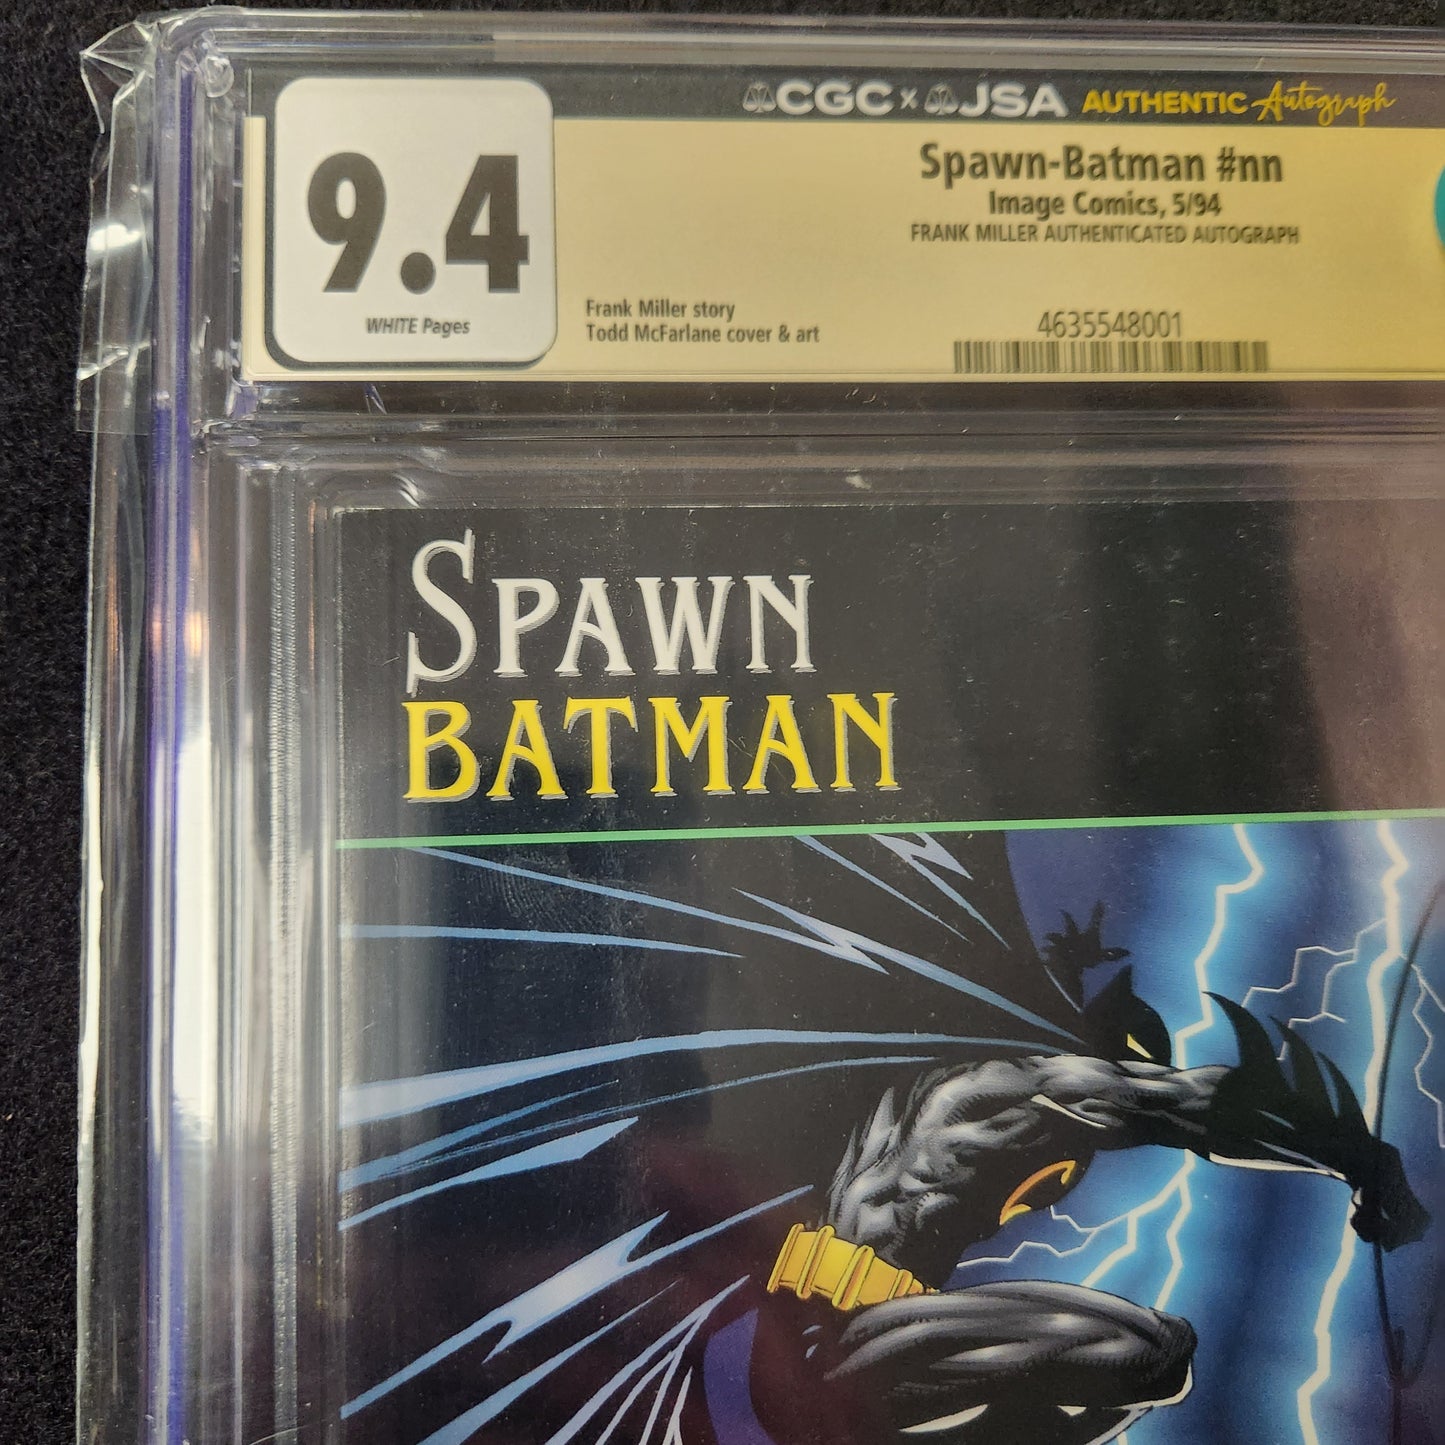 CGC x JSA AUTHENTIC Autograph
9.4
WHITE Pages
Spawn-Batman #nn
Image Comics, 5/94
FRANK MILLER AUTHENTICATED AUTOGRAPH
Frank Miller story
Todd McFarlane cover & art
4635548001
SPAWN
BATMAN